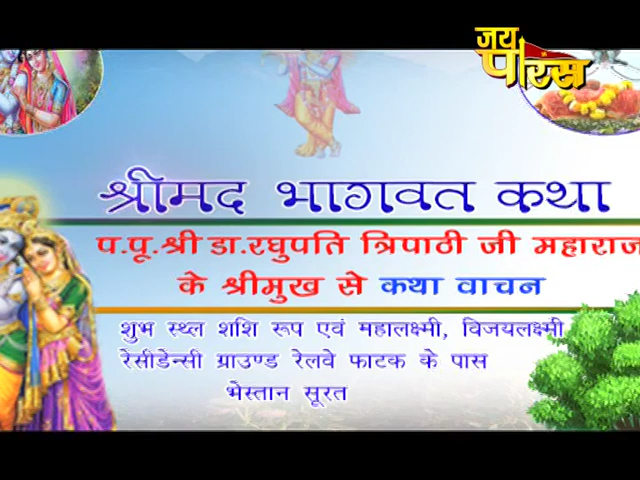 जय
पारस
श्रीमद भागवत कथा
प.पू.श्री डा.रघुपति त्रिपाठी जी महाराज
के श्रीमुख से कथा वाचन
शुभ स्थ्ल शशि रूप एवं महालक्ष्मी, विजयलक्ष्मी
रेसीडेन्सी ग्राउण्ड रेलवे फाटक के पास
भेस्तान सूरत